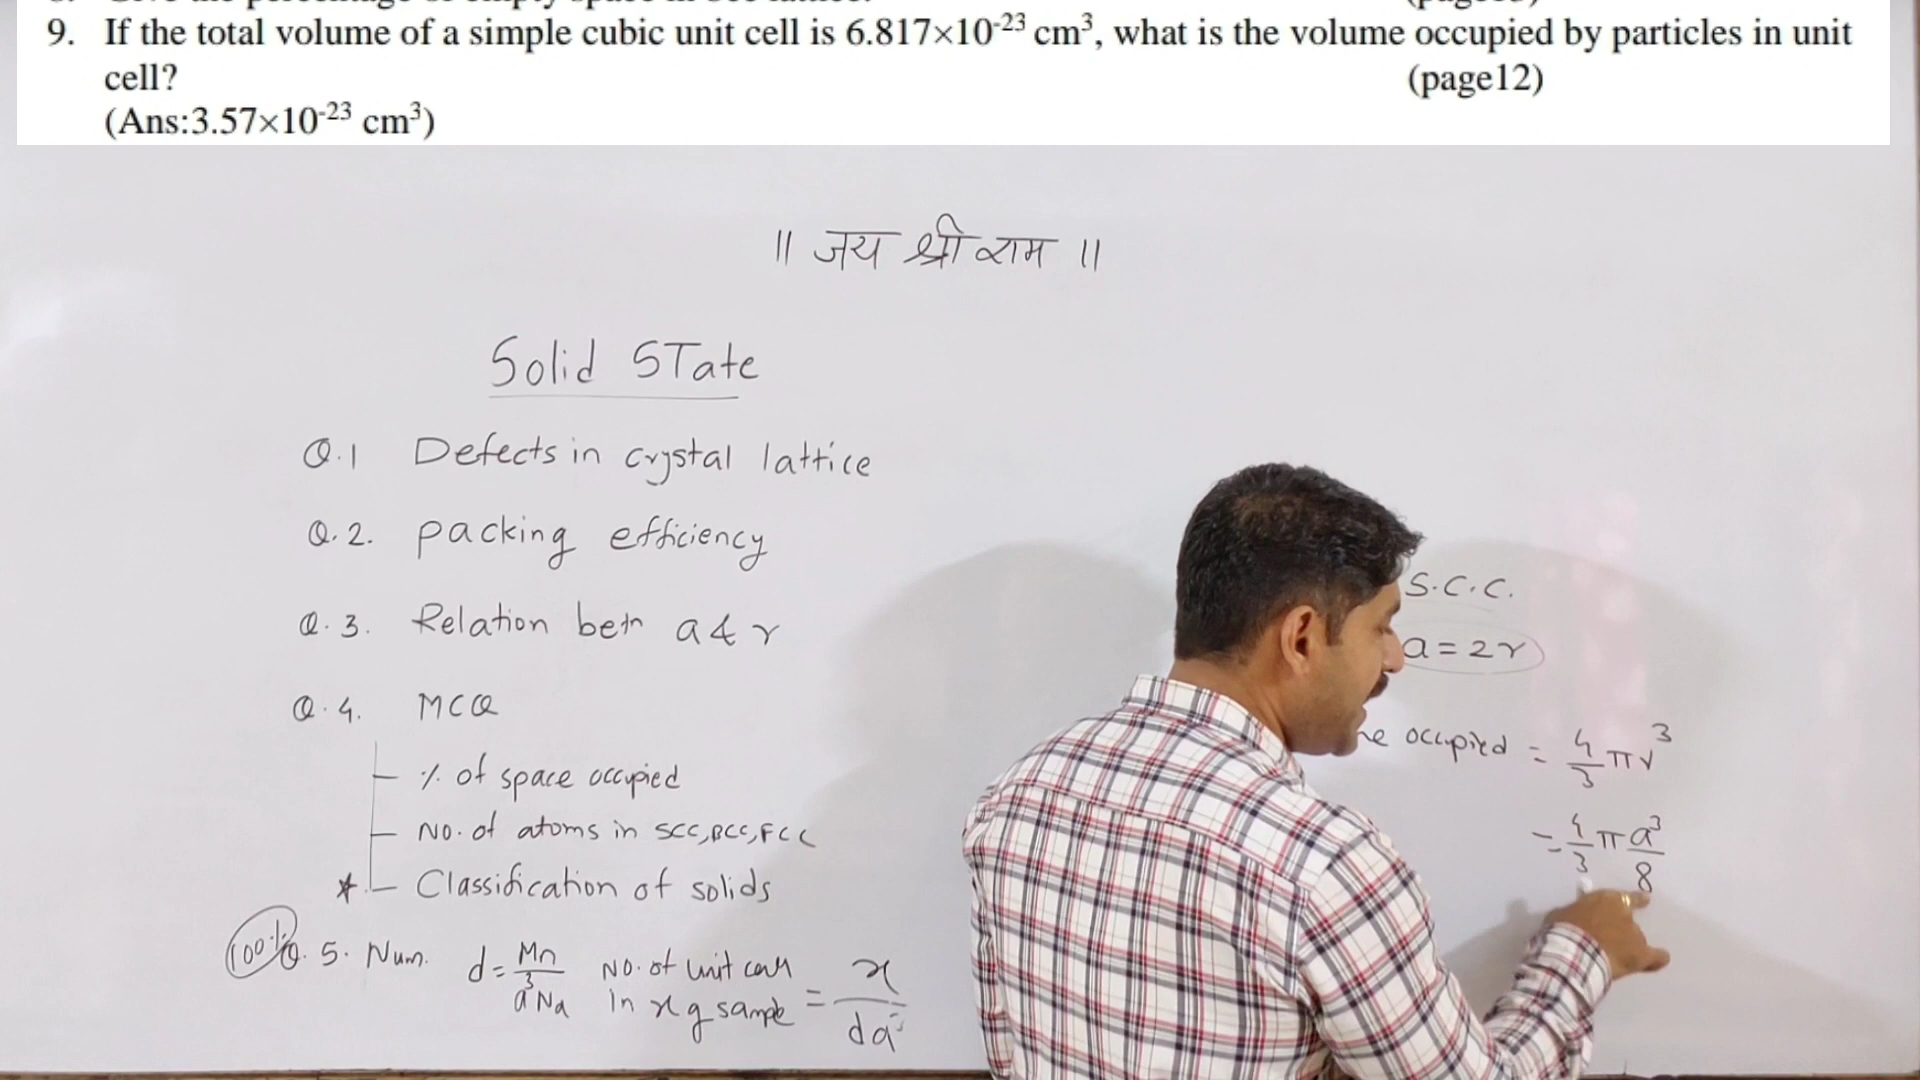 9. If the total volume of a simple cubic unit cell is 6.817×10⁻²³ cm³, what is the volume occupied by particles in unit
cell? (page12)
(Ans:3.57×10⁻²³ cm³)
॥ जय श्री राम ॥
Solid STate
Q.1 Defects in crystal lattice
Q.2. packing efficiency
Q.3. Relation betn a & r
Q.4. MCQ
- % of space occupied
- No. of atoms in SCC, BCC, FCC
* - Classification of solids
100% Q.5. Num. d = Mn / a³Na No. of unit cell in x g sample = x / da³
S.C.C.
a = 2r
occupied = 4/3 πr³
= 4/3 π a³/8